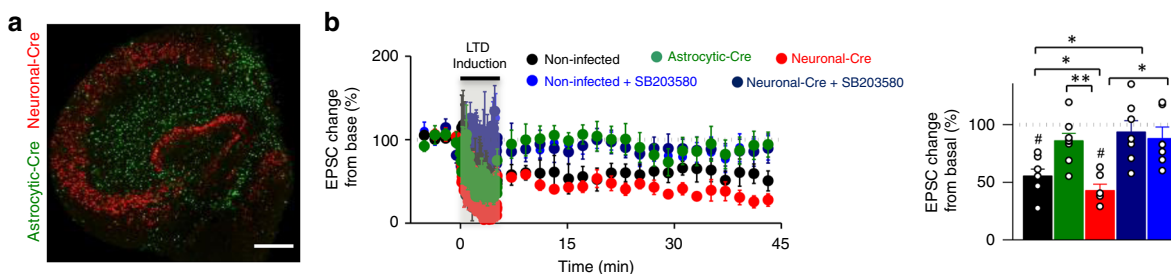 a
Astrocytic-Cre Neuronal-Cre
b
EPSC change
from base (%)
200
100
0
LTD
Induction
Non-infected
Astrocytic-Cre
Neuronal-Cre
Non-infected + SB203580
Neuronal-Cre + SB203580
0
15
30
45
Time (min)
EPSC change
from basal (%)
100
50
0
*
*
*
**
#
#